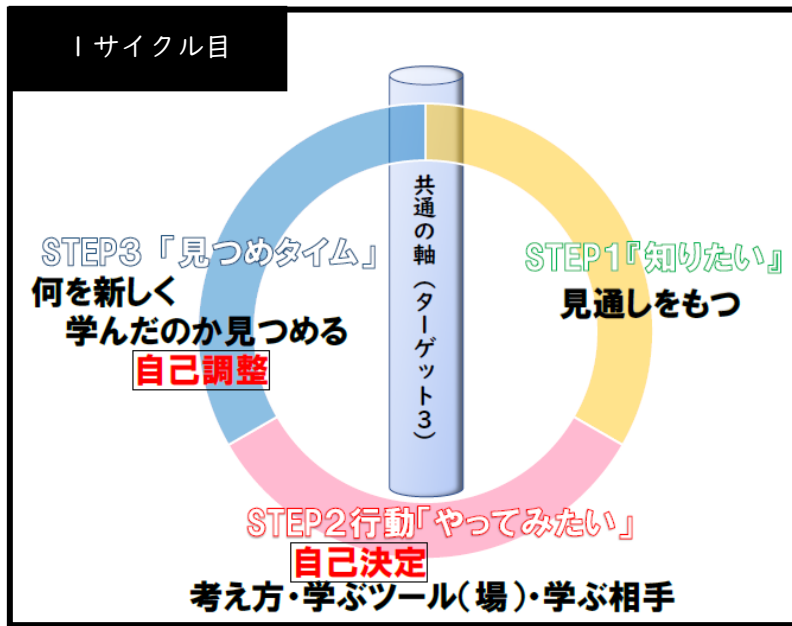 1サイクル目
共通の軸(ターゲット3)
STEP1『知りたい』
見通しをもつ
STEP2行動「やってみたい」
自己決定
考え方・学ぶツール(場)・学ぶ相手
STEP3「見つめタイム」
何を新しく
学んだのか見つめる
自己調整